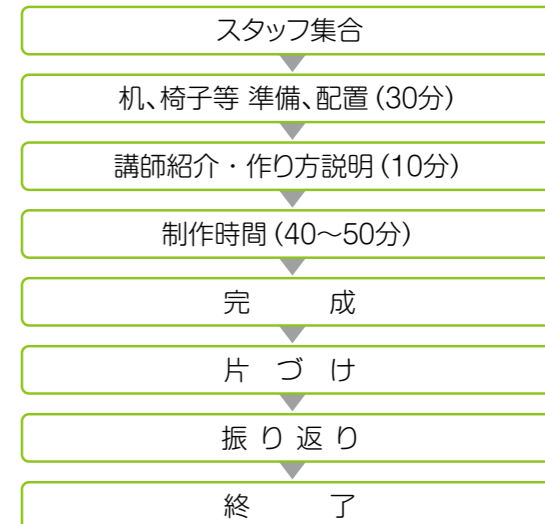 スタッフ集合
机、椅子等 準備、配置(30分)
講師紹介・作り方説明(10分)
制作時間(40〜50分)
完　成
片づけ
振り返り
終　了